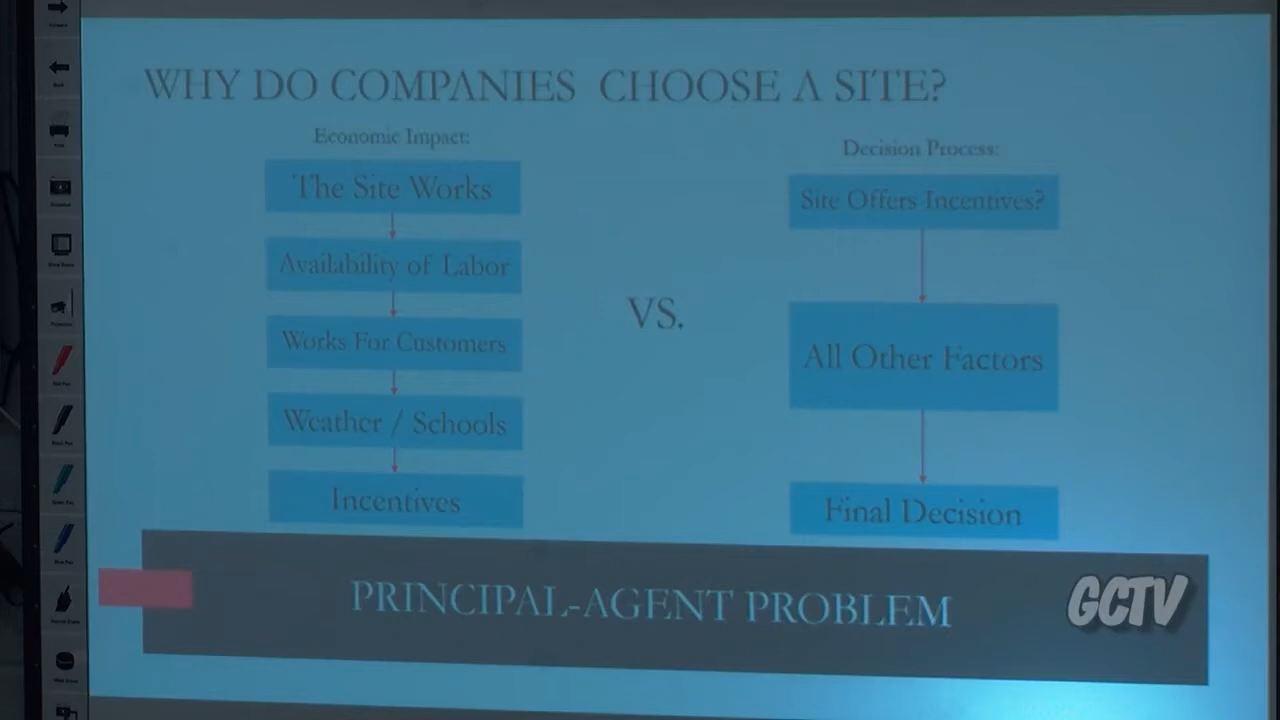 WHY DO COMPANIES CHOOSE A SITE?
Economic Impact:
The Site Works
Availability of Labor
Works For Customers
Weather / Schools
Incentives
VS.
Decision Process:
Site Offers Incentives?
All Other Factors
Final Decision
PRINCIPAL-AGENT PROBLEM
GCTV